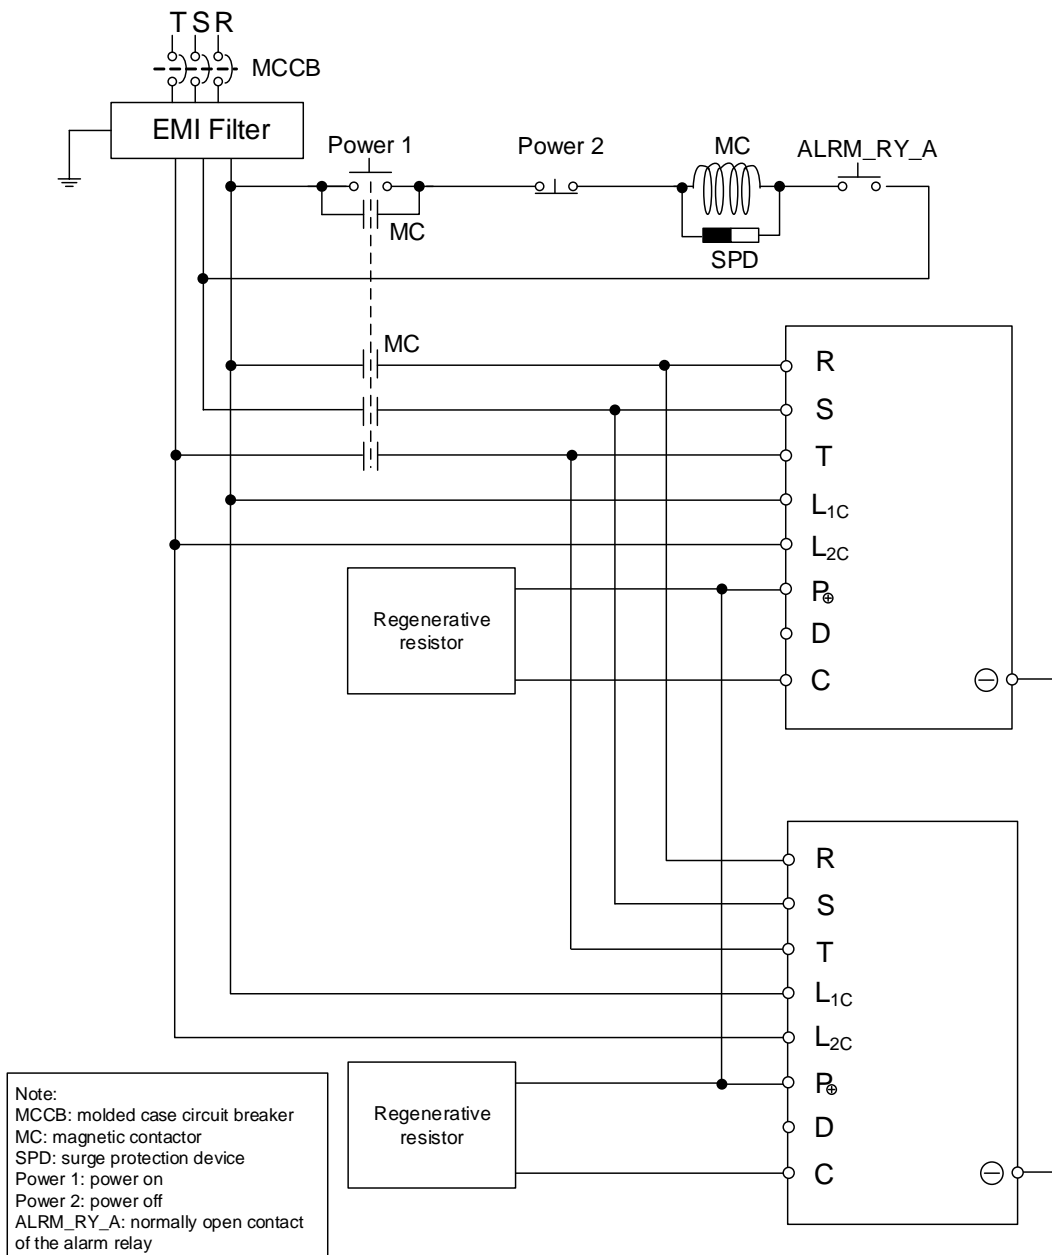 T S R
MCCB
EMI Filter
Power 1
Power 2
MC
ALRM_RY_A
MC
SPD
MC
R
S
T
L1C
L2C
P⊕
D
C
⊖
Regenerative
resistor
R
S
T
L1C
L2C
P⊕
D
C
⊖
Regenerative
resistor
Note:
MCCB: molded case circuit breaker
MC: magnetic contactor
SPD: surge protection device
Power 1: power on
Power 2: power off
ALRM_RY_A: normally open contact
of the alarm relay